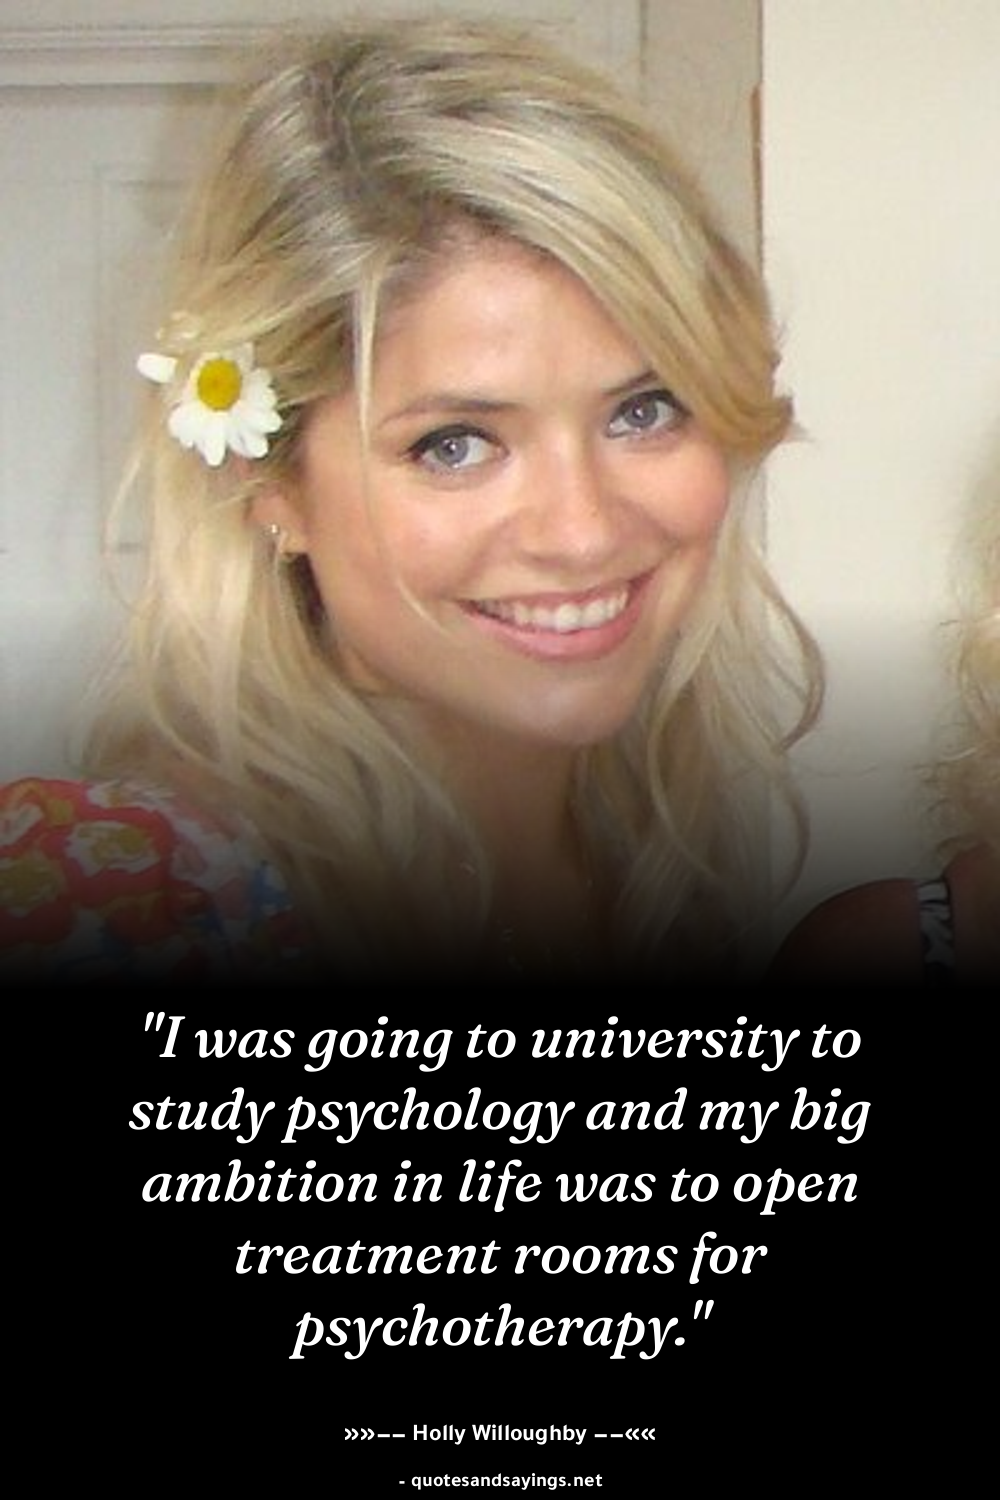 "I was going to university to
study psychology and my big
ambition in life was to open
treatment rooms for
psychotherapy."
»»−− Holly Willoughby −−««
- quotesandsayings.net